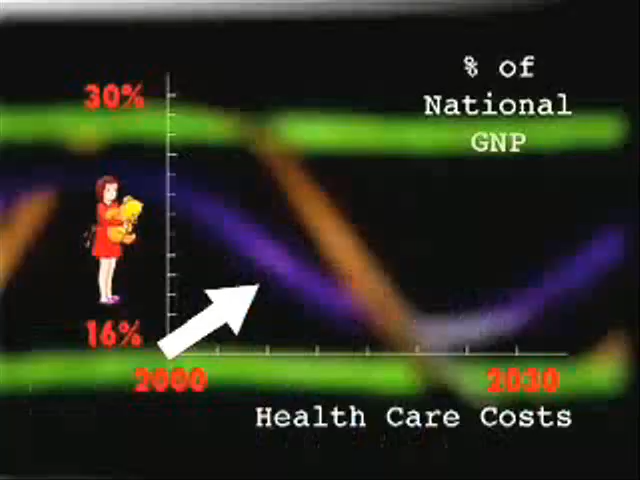 % of
National
GNP
30%
16%
2000
2030
Health Care Costs